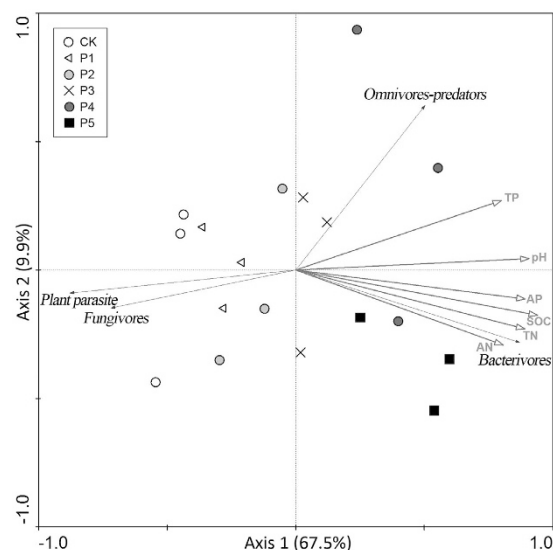 1.0
CK
P1
P2
P3
P4
P5
Omnivores-predators
TP
pH
Axis 2 (9.9%)
Plant parasite
Fungivores
AP
SOC
TN
AN
Bacterivores
-1.0
-1.0
Axis 1 (67.5%)
1.0